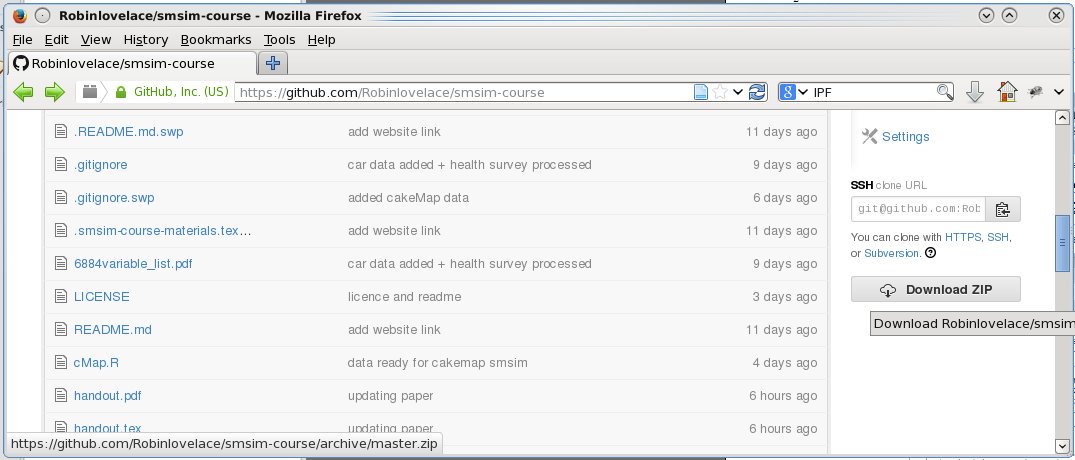 Robinlovelace/smsim-course - Mozilla Firefox
File Edit View History Bookmarks Tools Help
Robinlovelace/smsim-course
GitHub, Inc. (US) https://github.com/Robinlovelace/smsim-course 8 IPF
.README.md.swp add website link 11 days ago
.gitignore car data added + health survey processed 9 days ago
.gitignore.swp added cakeMap data 6 days ago
.smsim-course-materials.tex... add website link 11 days ago
6884variable_list.pdf car data added + health survey processed 9 days ago
LICENSE licence and readme 3 days ago
README.md add website link 11 days ago
cMap.R data ready for cakemap smsim 4 days ago
handout.pdf updating paper 6 hours ago
handout.tex updating paper 6 hours ago
Settings
SSH clone URL
git@github.com:Rob
You can clone with HTTPS, SSH,
or Subversion. ?
Download ZIP
Download Robinlovelace/smsim
https://github.com/Robinlovelace/smsim-course/archive/master.zip